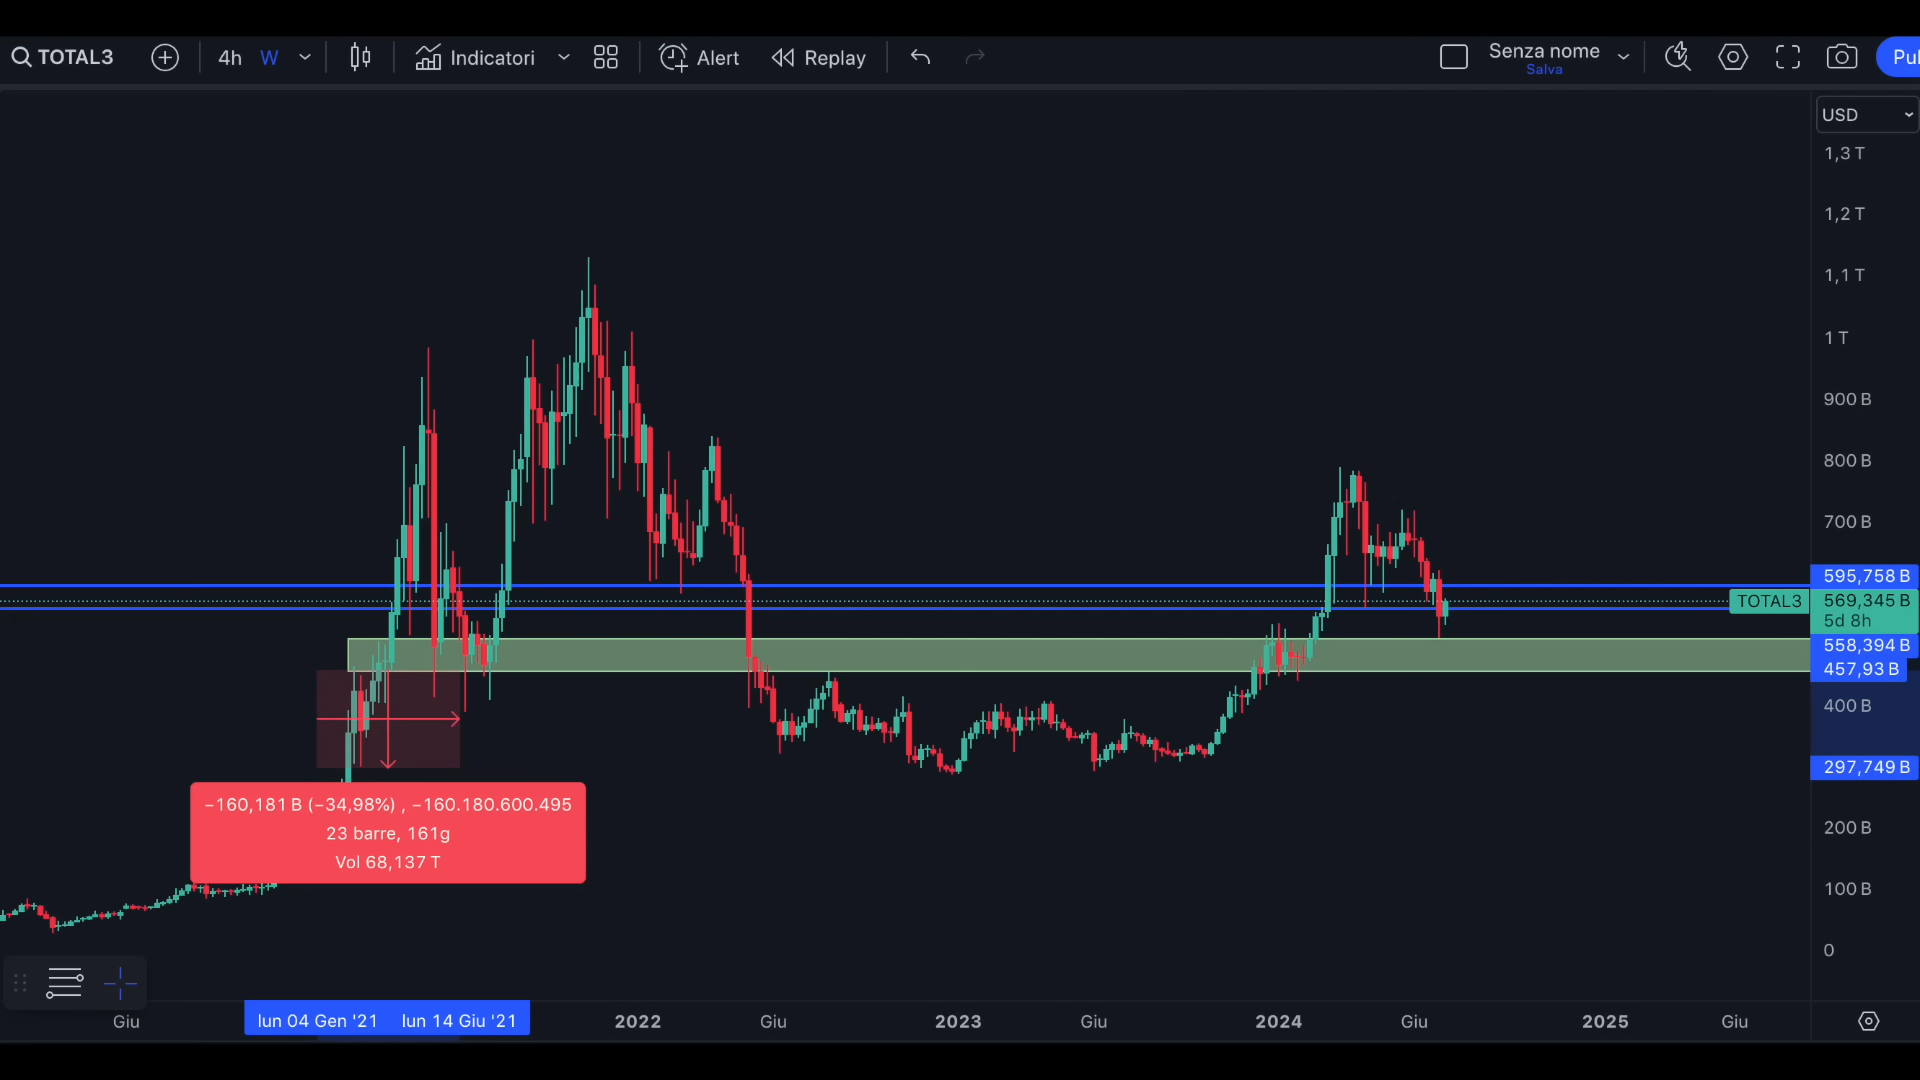 TOTAL3
4h W
Indicatori
Alert
Replay
Senza nome
Salva
Pul
USD
1,3 T
1,2 T
1,1 T
1 T
900 B
800 B
700 B
595,758 B
TOTAL3
569,345 B
5d 8h
558,394 B
457,93 B
400 B
297,749 B
200 B
100 B
0
−160,181 B (−34,98%) , −160.180.600.495
23 barre, 161g
Vol 68,137 T
Giu
lun 04 Gen '21
lun 14 Giu '21
2022
Giu
2023
Giu
2024
Giu
2025
Giu